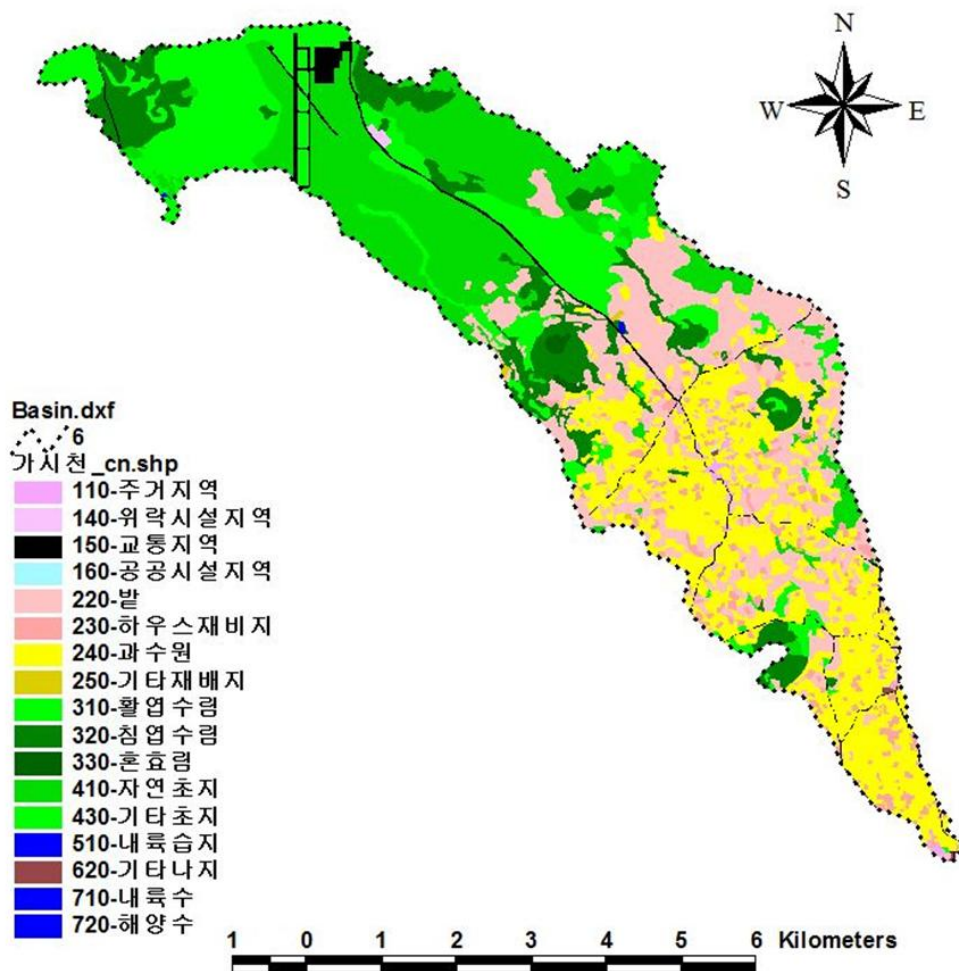 N
W E
S
Basin.dxf
6
가시천_cn.shp
110-주거지역
140-위락시설지역
150-교통지역
160-공공시설지역
220-밭
230-하우스재비지
240-과수원
250-기타재배지
310-활엽수림
320-침엽수림
330-혼효림
410-자연초지
430-기타초지
510-내륙습지
620-기타나지
710-내륙수
720-해양수
1 0 1 2 3 4 5 6 Kilometers